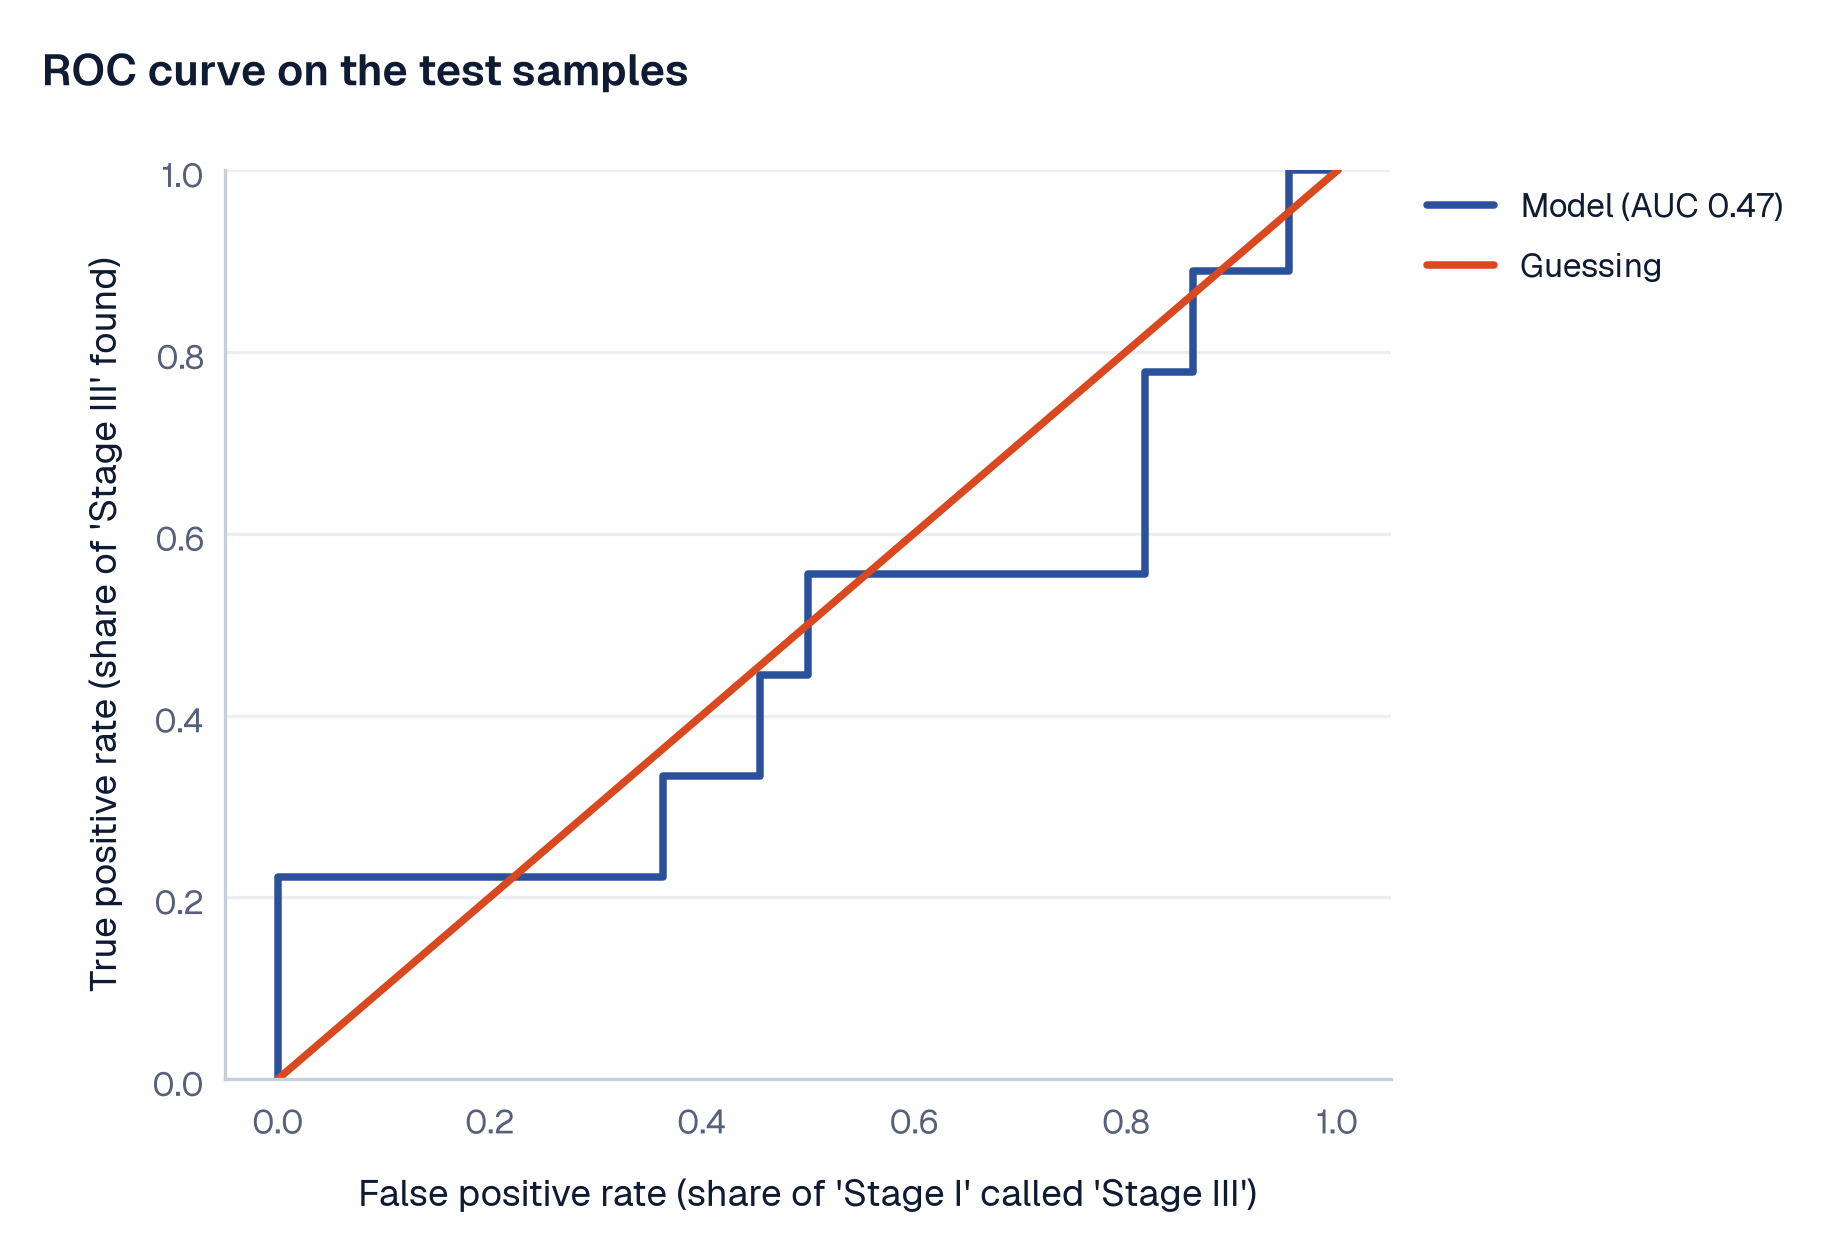 ROC curve on the test samples
Model (AUC 0.47)
Guessing
True positive rate (share of 'Stage III' found)
1.0
0.8
0.6
0.4
0.2
0.0
0.0 0.2 0.4 0.6 0.8 1.0
False positive rate (share of 'Stage I' called 'Stage III')